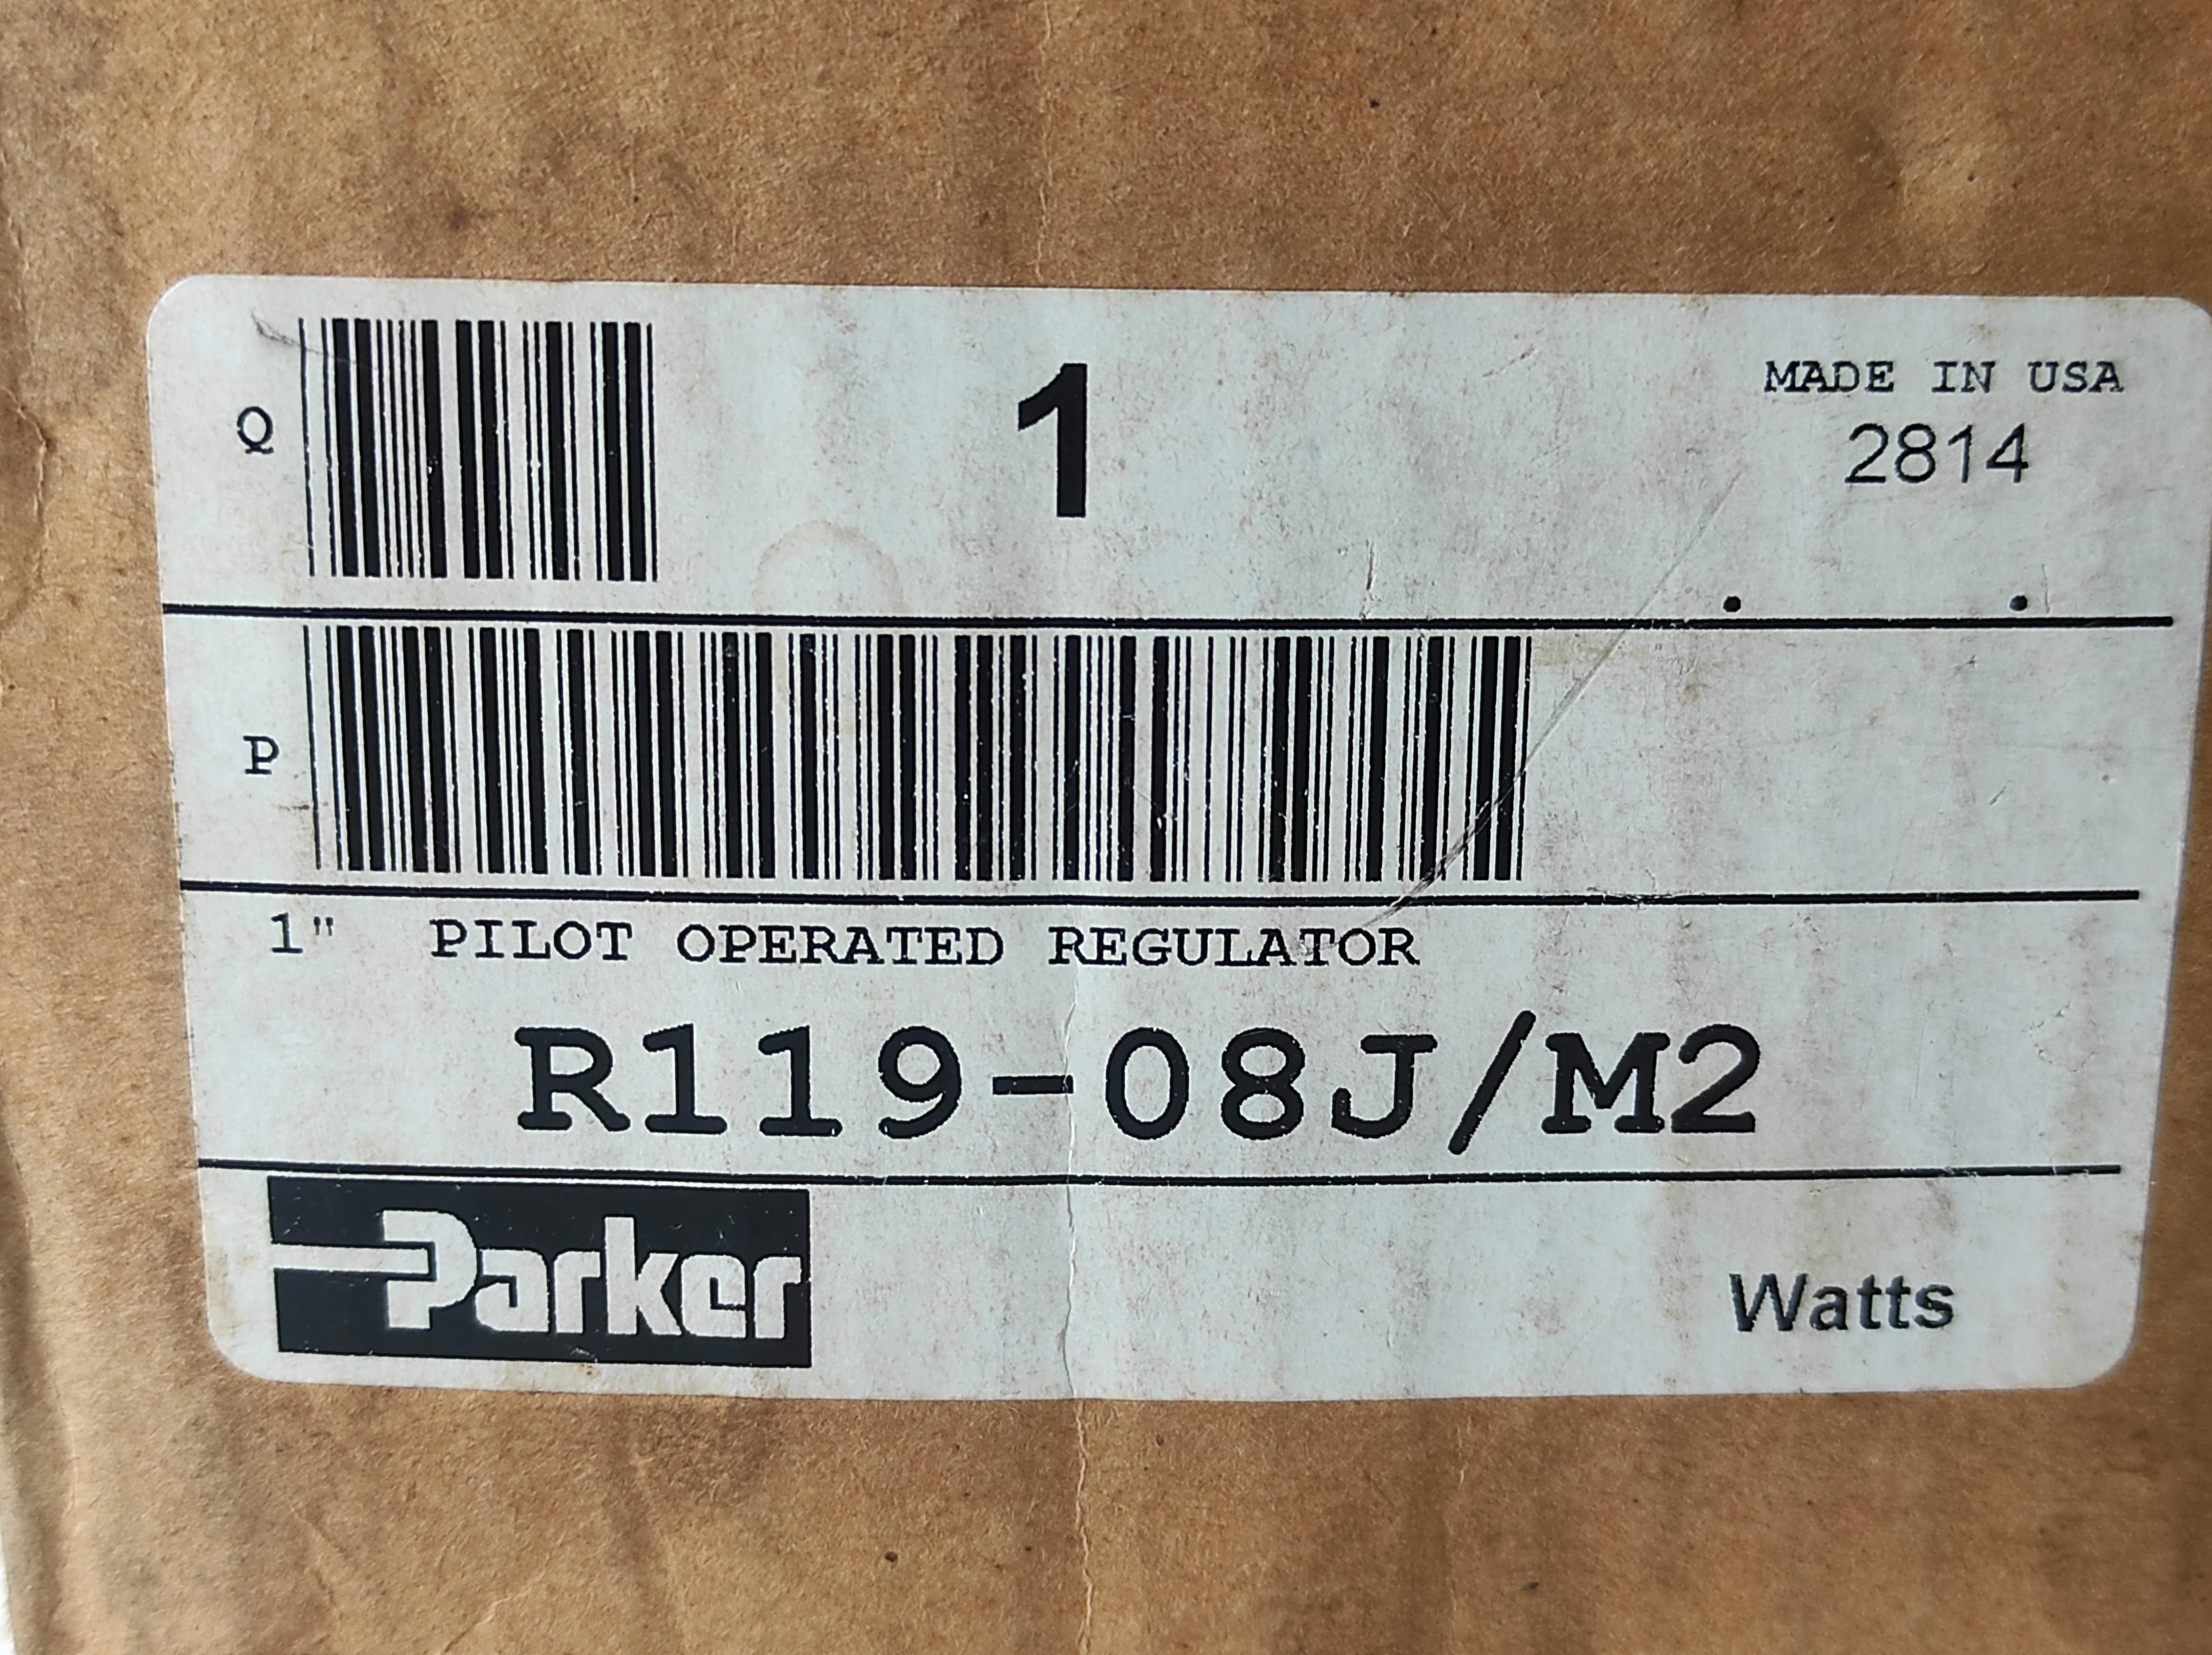 Q 1 MADE IN USA
2814
P
1" PILOT OPERATED REGULATOR
R119-08J/M2
Parker Watts